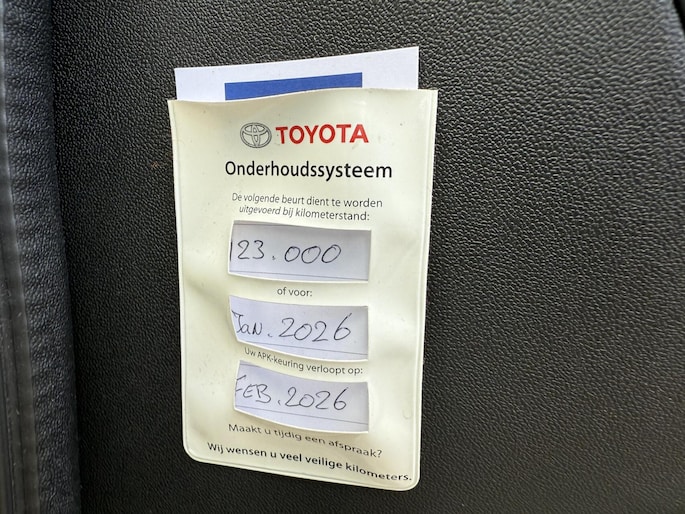 TOYOTA
Onderhoudssysteem
De volgende beurt dient te worden
uitgevoerd bij kilometerstand:
123.000
of voor:
Jan. 2026
Uw APK-keuring verloopt op:
FEB. 2026
Maakt u tijdig een afspraak?
Wij wensen u veel veilige kilometers.